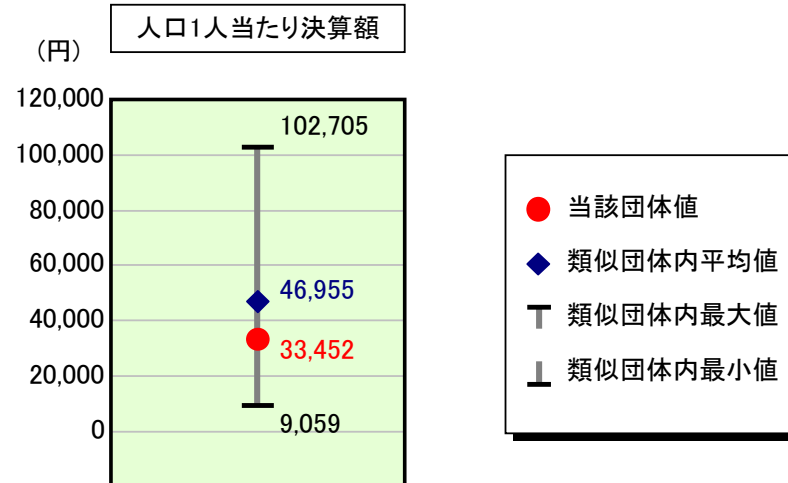 人口1人当たり決算額
(円)
120,000
102,705
100,000
80,000
60,000
46,955
40,000
33,452
20,000
9,059
0
当該団体値
類似団体内平均値
類似団体内最大値
類似団体内最小値